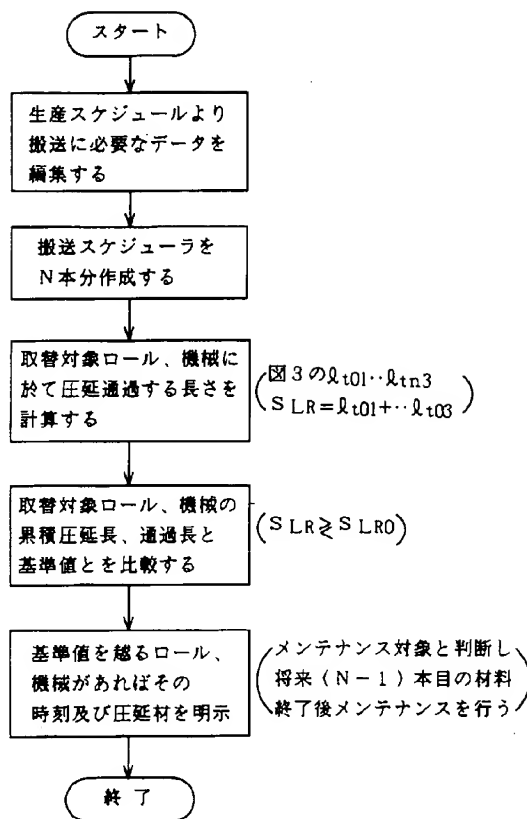 スタート
生産スケジュールより
搬送に必要なデータを
編集する
搬送スケジューラを
N本分作成する
取替対象ロール、機械に
於て圧延通過する長さを
計算する
(図3のℓt01‥ℓtn3
SLR=ℓt01+‥ℓt03)
取替対象ロール、機械の
累積圧延長、通過長と
基準値とを比較する
(SLR≷SLR0)
基準値を越るロール、
機械があればその
時刻及び圧延材を明示
(メンテナンス対象と判断し
将来(N-1)本目の材料
終了後メンテナンスを行う)
終了